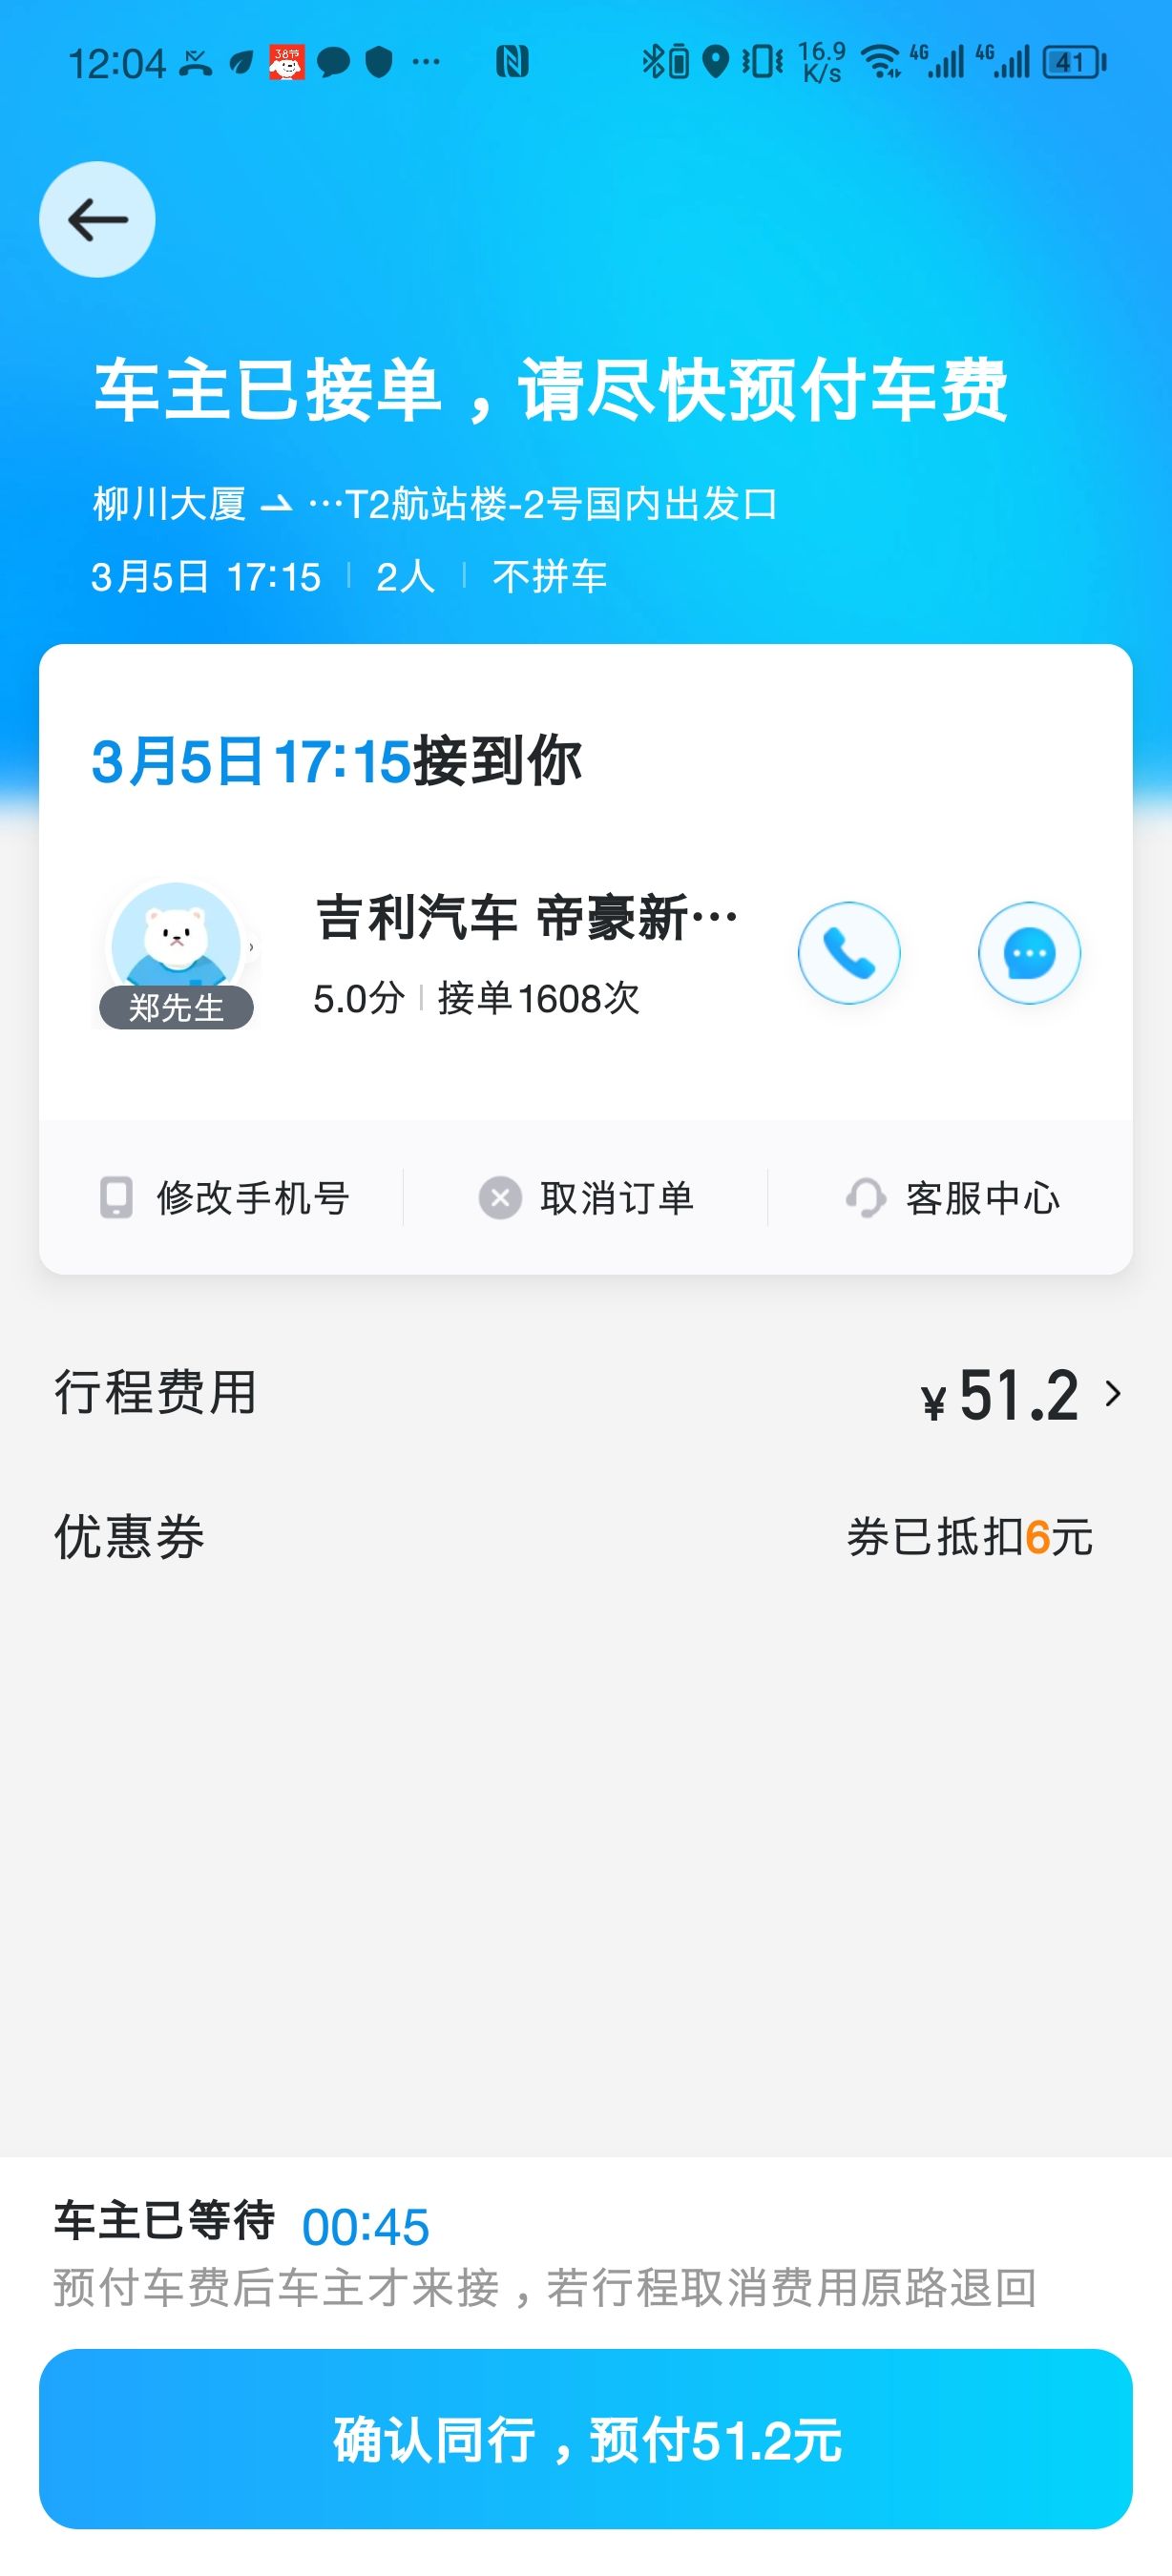 12:04 16.9 K/s 4G 4G 41
38节
车主已接单，请尽快预付车费
柳川大厦 ⇀ …T2航站楼-2号国内出发口
3月5日 17:15 | 2人 | 不拼车
3月5日17:15接到你
吉利汽车 帝豪新…
郑先生
5.0分 | 接单1608次
修改手机号 取消订单 客服中心
行程费用 ¥51.2
优惠券 券已抵扣6元
车主已等待 00:45
预付车费后车主才来接，若行程取消费用原路退回
确认同行，预付51.2元